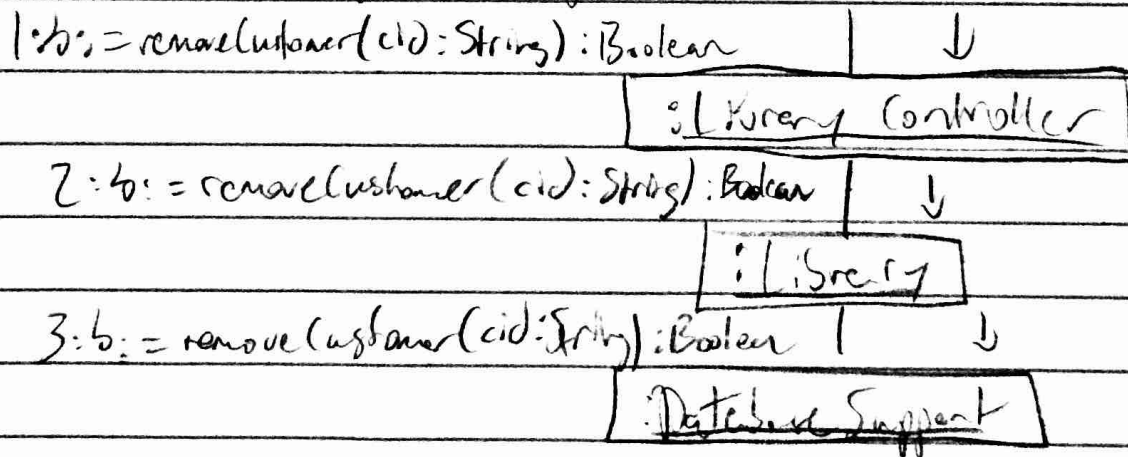 1:b:=removeCustomer(cid:String):Boolean
:Library Controller
2:b:=removeCustomer(cid:String):Boolean
:Library
3:b:=removeCustomer(cid:String):Boolean
:Database Support